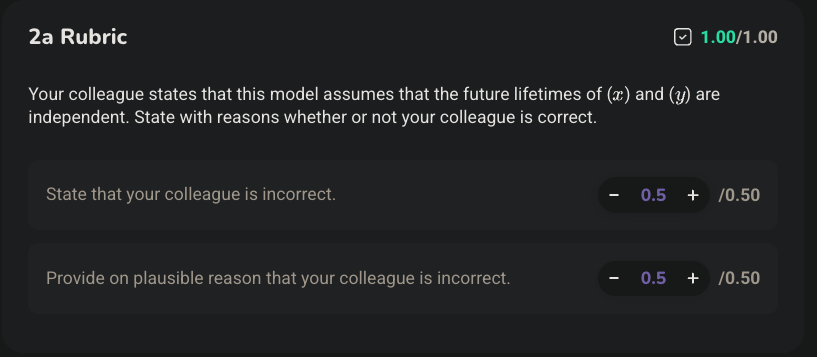 2a Rubric 1.00/1.00
Your colleague states that this model assumes that the future lifetimes of (x) and (y) are
independent. State with reasons whether or not your colleague is correct.
State that your colleague is incorrect. − 0.5 + /0.50
Provide on plausible reason that your colleague is incorrect. − 0.5 + /0.50